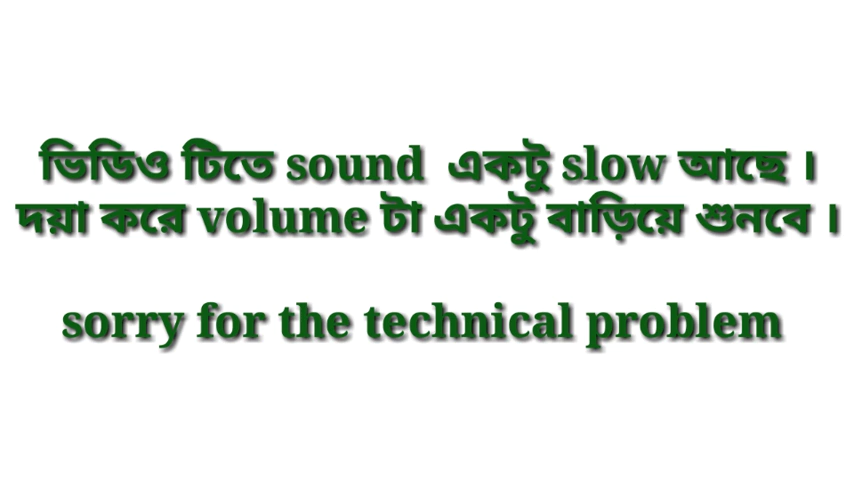 ভিডিও টিতে sound একটু slow আছে ।
দয়া করে volume টা একটু বাড়িয়ে শুনবে ।
sorry for the technical problem